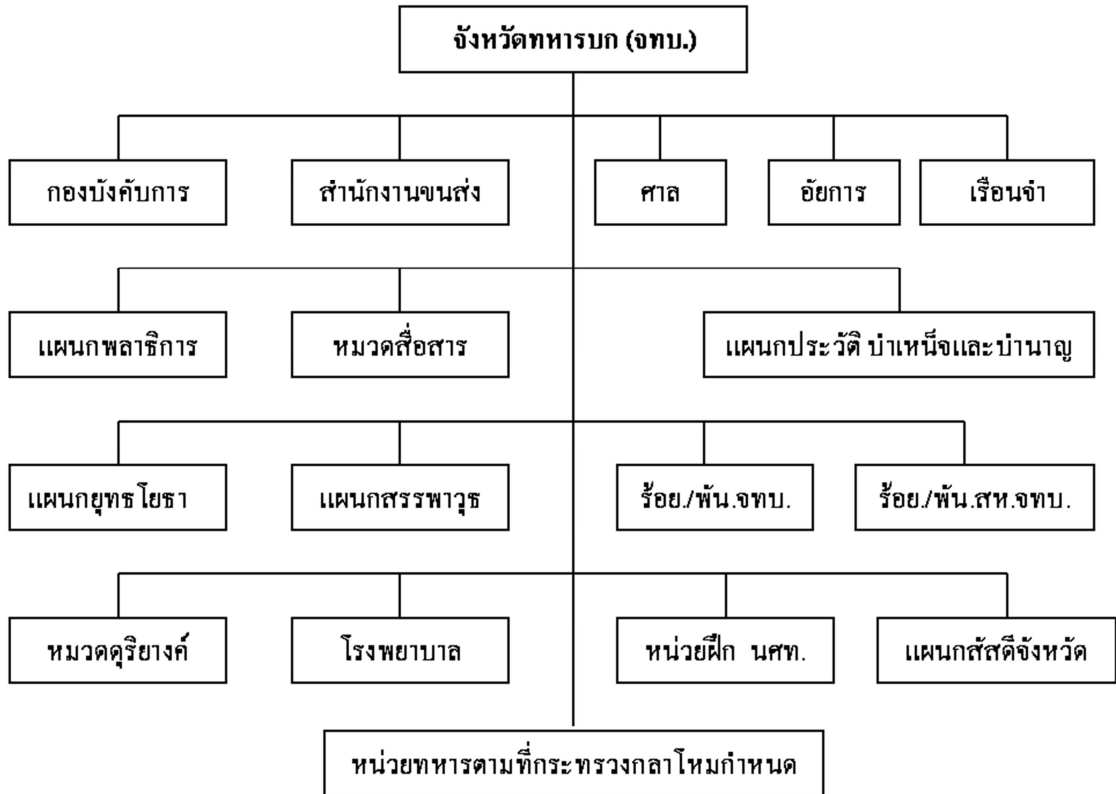 จังหวัดทหารบก (จทบ.)
กองบังคับการ
สำนักงานขนส่ง
ศาล
อัยการ
เรือนจำ
แผนกพลาธิการ
หมวดสื่อสาร
แผนกประวัติ บำเหน็จและบำนาญ
แผนกยุทธโยธา
แผนกสรรพาวุธ
ร้อย./พัน.จทบ.
ร้อย./พัน.สห.จทบ.
หมวดดุริยางค์
โรงพยาบาล
หน่วยฝึก นศท.
แผนกสัสดีจังหวัด
หน่วยทหารตามที่กระทรวงกลาโหมกำหนด